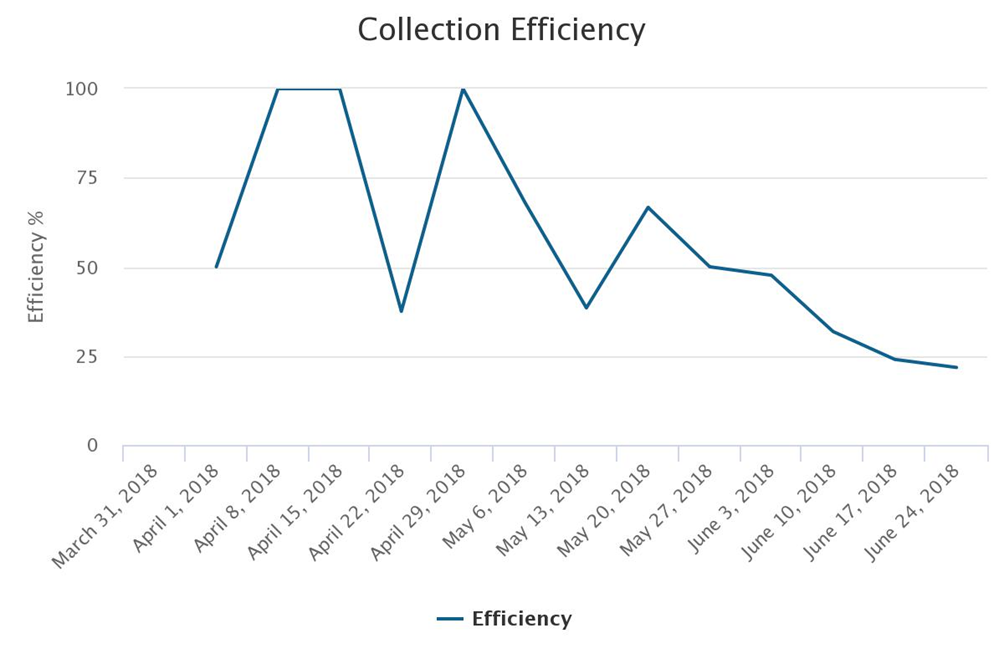 Collection Efficiency
100
75
50
25
0
Efficiency %
March 31, 2018
April 1, 2018
April 8, 2018
April 15, 2018
April 22, 2018
April 29, 2018
May 6, 2018
May 13, 2018
May 20, 2018
May 27, 2018
June 3, 2018
June 10, 2018
June 17, 2018
June 24, 2018
Efficiency